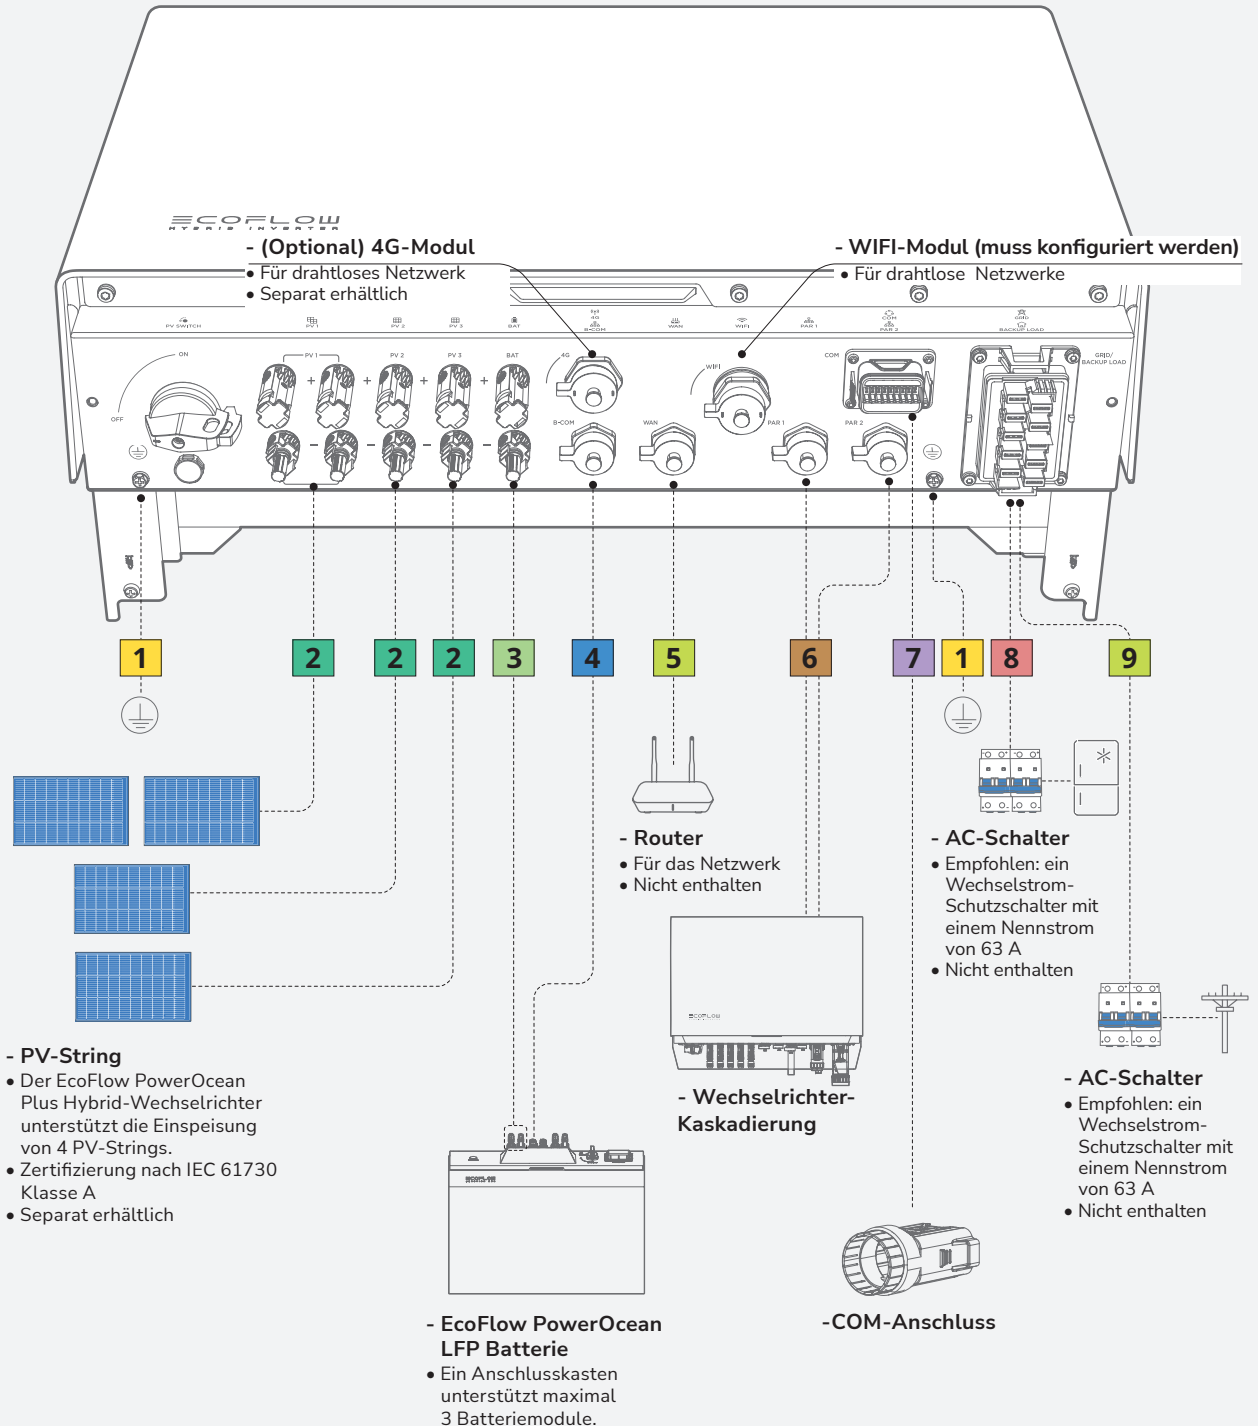 ECOFLOW
HYBRID INVERTER
- (Optional) 4G-Modul
• Für drahtloses Netzwerk
• Separat erhältlich
- WIFI-Modul (muss konfiguriert werden)
• Für drahtlose Netzwerke
PV SWITCH
PV 1
PV 2
PV 3
BAT
4G
B-COM
WAN
WIFI
PAR 1
COM
PAR 2
GRID
BACKUP LOAD
ON
OFF
PV 1
PV 2
PV 3
BAT
4G
B-COM
WAN
WIFI
PAR 1
PAR 2
COM
GRID/
BACKUP LOAD
+ + + +
- - - -
1 2 2 2 3 4 5 6 7 1 8 9
- Router
• Für das Netzwerk
• Nicht enthalten
- AC-Schalter
• Empfohlen: ein
Wechselstrom-
Schutzschalter mit
einem Nennstrom
von 63 A
• Nicht enthalten
ECOFLOW
- PV-String
• Der EcoFlow PowerOcean
Plus Hybrid-Wechselrichter
unterstützt die Einspeisung
von 4 PV-Strings.
• Zertifizierung nach IEC 61730
Klasse A
• Separat erhältlich
- Wechselrichter-
Kaskadierung
- AC-Schalter
• Empfohlen: ein
Wechselstrom-
Schutzschalter mit
einem Nennstrom
von 63 A
• Nicht enthalten
ECOFLOW
- EcoFlow PowerOcean
LFP Batterie
• Ein Anschlusskasten
unterstützt maximal
3 Batteriemodule.
-COM-Anschluss